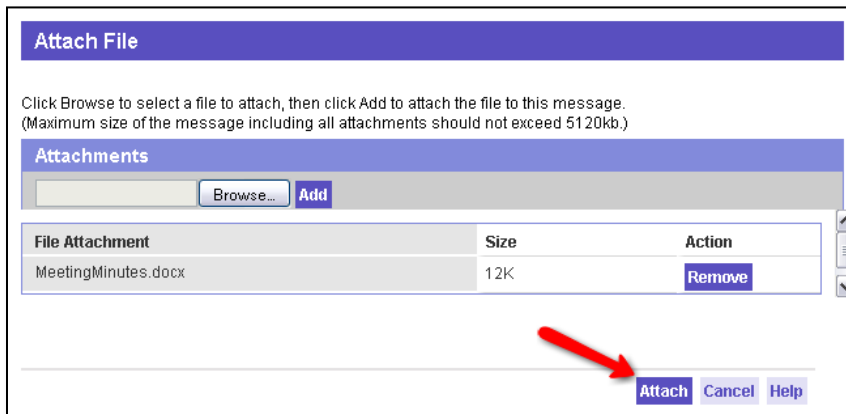 Attach File
Click Browse to select a file to attach, then click Add to attach the file to this message.
(Maximum size of the message including all attachments should not exceed 5120kb.)
Attachments
Browse... Add
File Attachment Size Action
MeetingMinutes.docx 12K Remove
Attach Cancel Help